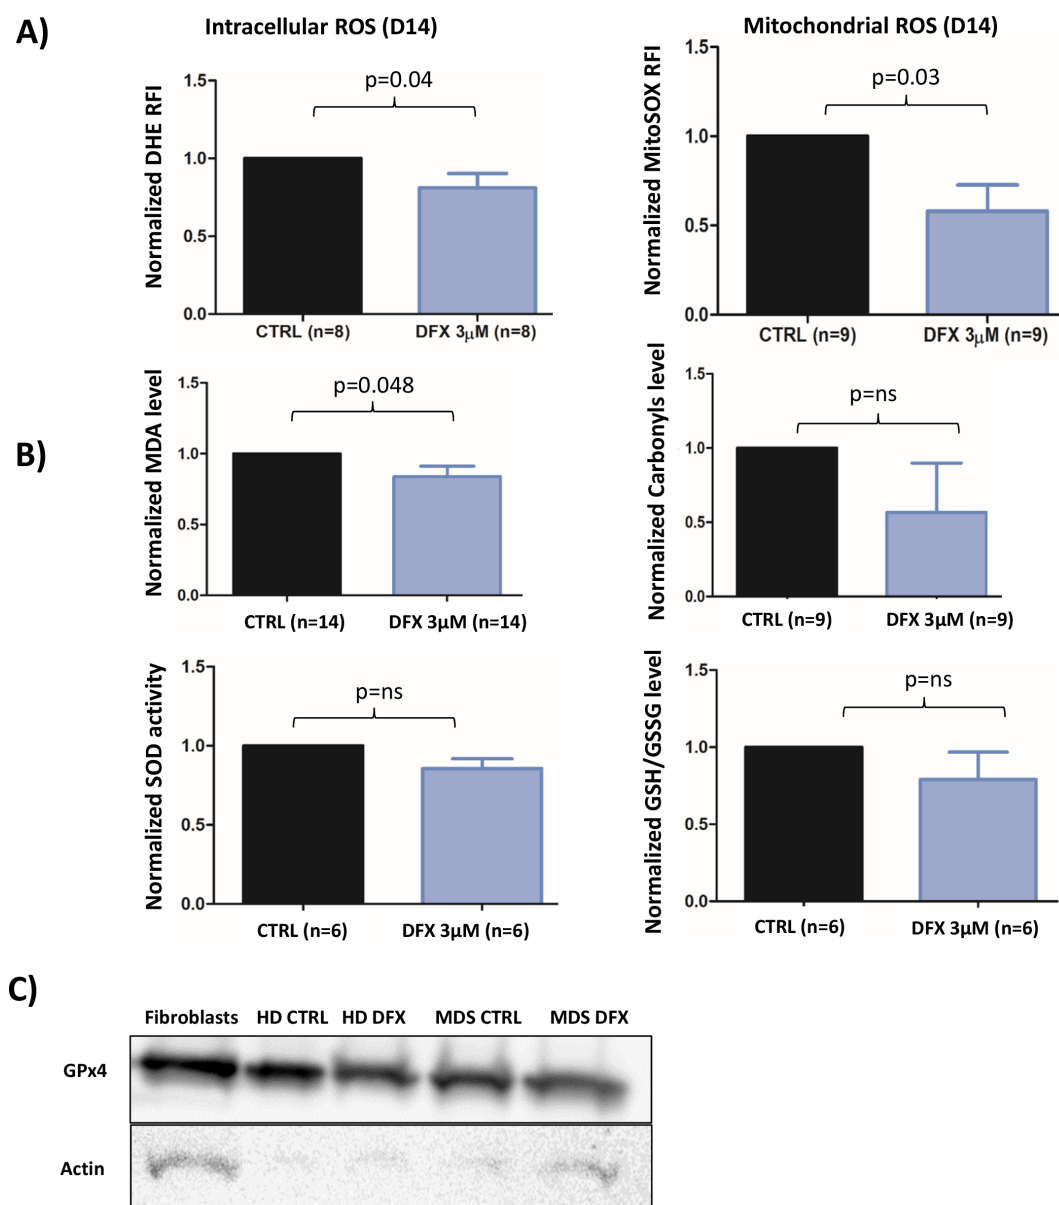 A)
Intracellular ROS (D14)
Normalized DHE RFI
1.5
1.0
0.5
0.0
p=0.04
CTRL (n=8)
DFX 3μM (n=8)
Mitochondrial ROS (D14)
Normalized MitoSOX RFI
1.5
1.0
0.5
0.0
p=0.03
CTRL (n=9)
DFX 3μM (n=9)
B)
Normalized MDA level
1.5
1.0
0.5
0.0
p=0.048
CTRL (n=14)
DFX 3μM (n=14)
Normalized Carbonyls level
1.5
1.0
0.5
0.0
p=ns
CTRL (n=9)
DFX 3μM (n=9)
Normalized SOD activity
1.5
1.0
0.5
0.0
p=ns
CTRL (n=6)
DFX 3μM (n=6)
Normalized GSH/GSSG level
1.5
1.0
0.5
0.0
p=ns
CTRL (n=6)
DFX 3μM (n=6)
C)
Fibroblasts HD CTRL HD DFX MDS CTRL MDS DFX
GPx4
Actin